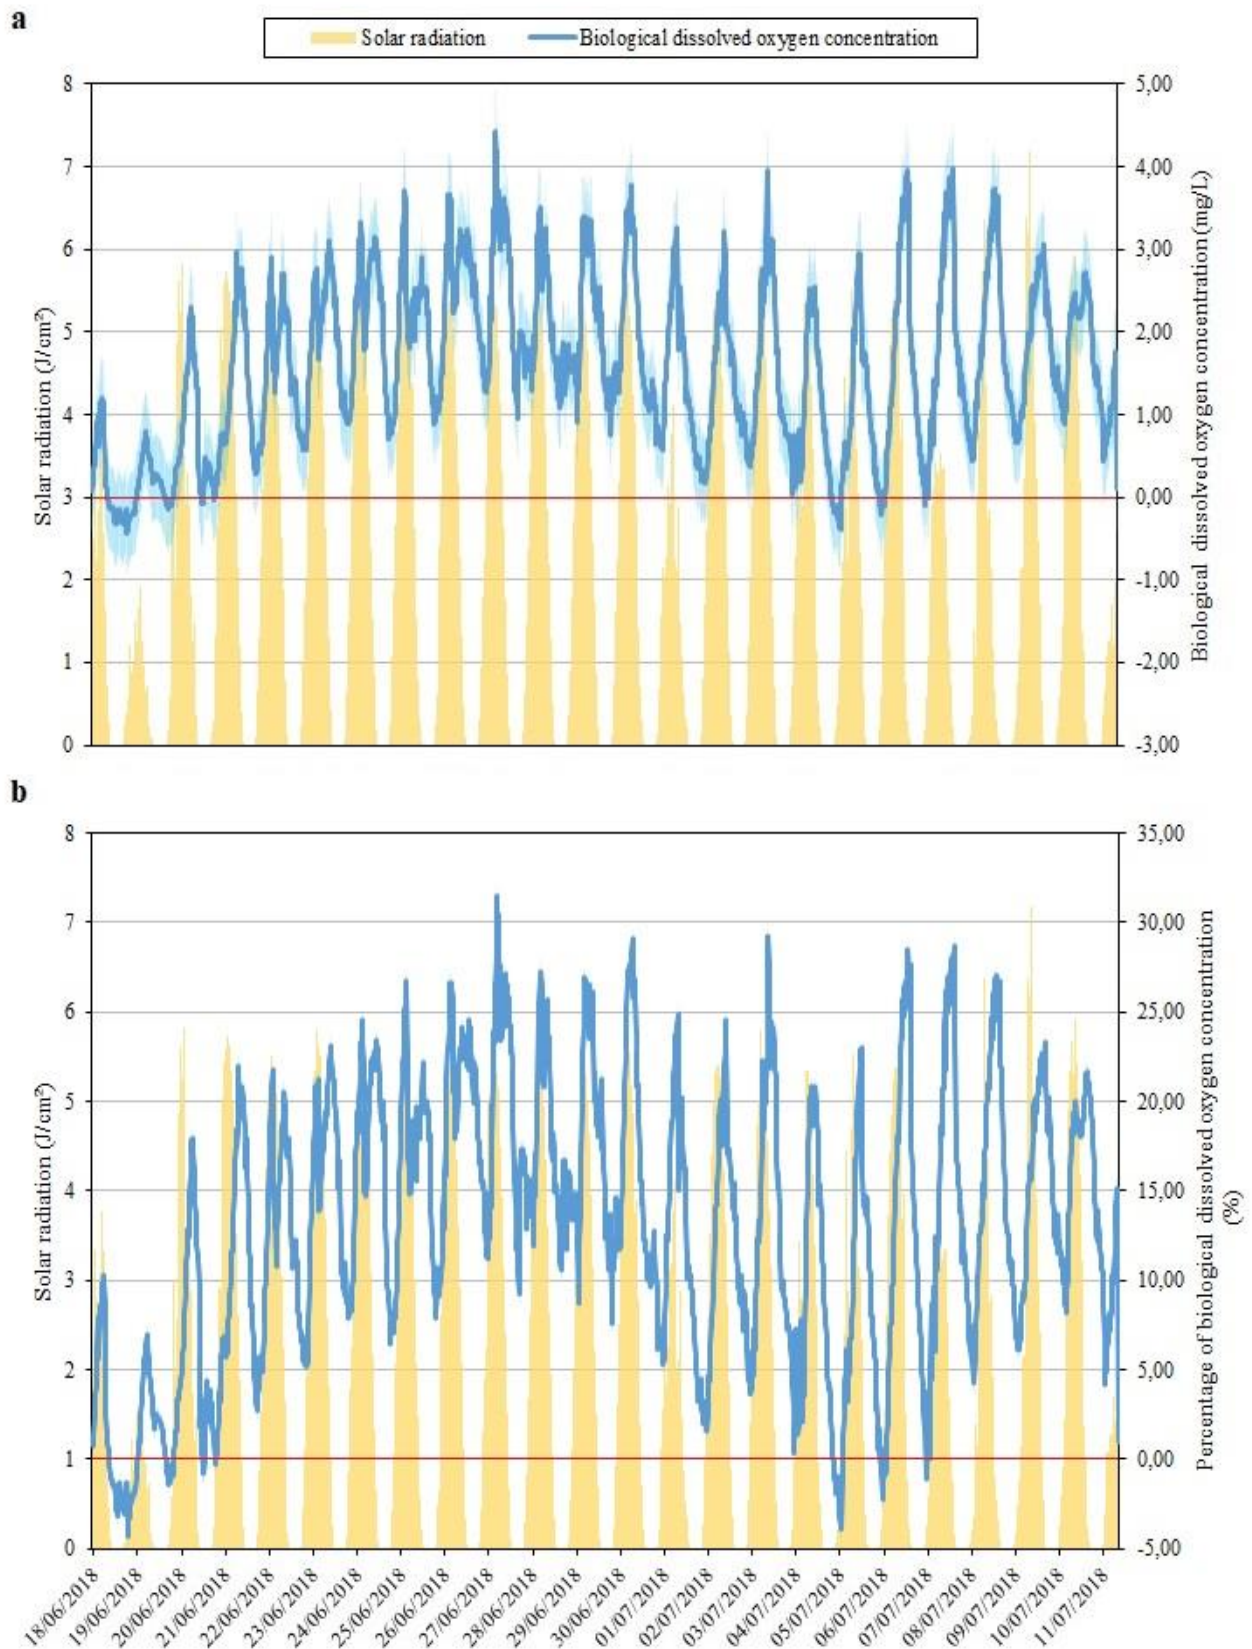 a
Solar radiation Biological dissolved oxygen concentration
8 5,00
7 4,00
6 3,00
5 2,00
4 1,00
3 0,00
2 -1,00
1 -2,00
0 -3,00
Solar radiation (J/cm²)
Biological dissolved oxygen concentration(mg/L)
b
8 35,00
7 30,00
6 25,00
5 20,00
4 15,00
3 10,00
2 5,00
1 0,00
0 -5,00
Solar radiation (J/cm²)
Percentage of biological dissolved oxygen concentration
(%)
18/06/2018 19/06/2018 20/06/2018 21/06/2018 22/06/2018 23/06/2018 24/06/2018 25/06/2018 26/06/2018 27/06/2018 28/06/2018 29/06/2018 30/06/2018 01/07/2018 02/07/2018 03/07/2018 04/07/2018 05/07/2018 06/07/2018 07/07/2018 08/07/2018 09/07/2018 10/07/2018 11/07/2018